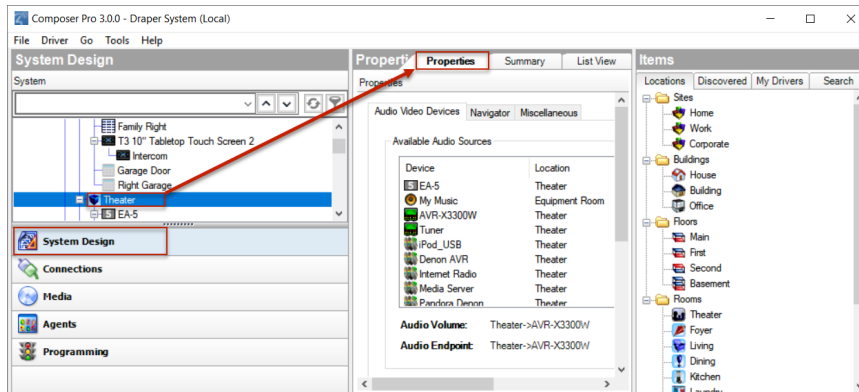 Composer Pro 3.0.0 - Draper System (Local)
File Driver Go Tools Help
System Design
System
Family Right
T3 10" Tabletop Touch Screen 2
Intercom
Garage Door
Right Garage
Theater
EA-5
System Design
Connections
Media
Agents
Programming
Properties Summary List View
Properties
Audio Video Devices Navigator Miscellaneous
Available Audio Sources
Device Location
EA-5 Theater
My Music Equipment Room
AVR-X3300W Theater
Tuner Theater
iPod_USB Theater
Denon AVR Theater
Internet Radio Theater
Media Server Theater
Pandora Denon Theater
Audio Volume: Theater->AVR-X3300W
Audio Endpoint: Theater->AVR-X3300W
Items
Locations Discovered My Drivers Search
Sites
Home
Work
Corporate
Buildings
House
Building
Office
Floors
Main
First
Second
Basement
Rooms
Theater
Foyer
Living
Dining
Kitchen
Laundry